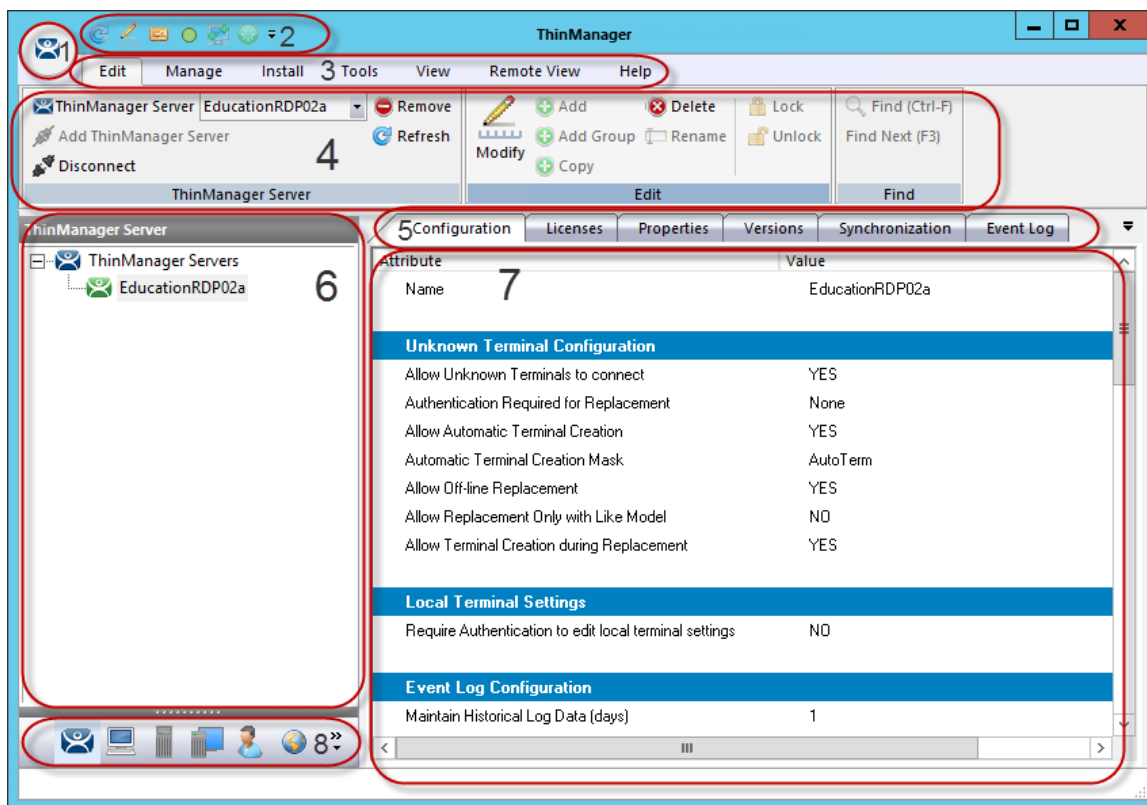 ThinManager
1
2
Edit Manage Install 3 Tools View Remote View Help
ThinManager Server EducationRDP02a Remove
Add ThinManager Server Refresh
Disconnect
4
ThinManager Server
Modify
Add Delete Lock
Add Group Rename Unlock
Copy
Edit
Find (Ctrl-F)
Find Next (F3)
Find
ThinManager Server
ThinManager Servers
EducationRDP02a
6
5 Configuration Licenses Properties Versions Synchronization Event Log
Attribute Value
7
Name EducationRDP02a
Unknown Terminal Configuration
Allow Unknown Terminals to connect YES
Authentication Required for Replacement None
Allow Automatic Terminal Creation YES
Automatic Terminal Creation Mask AutoTerm
Allow Off-line Replacement YES
Allow Replacement Only with Like Model NO
Allow Terminal Creation during Replacement YES
Local Terminal Settings
Require Authentication to edit local terminal settings NO
Event Log Configuration
Maintain Historical Log Data (days) 1
8